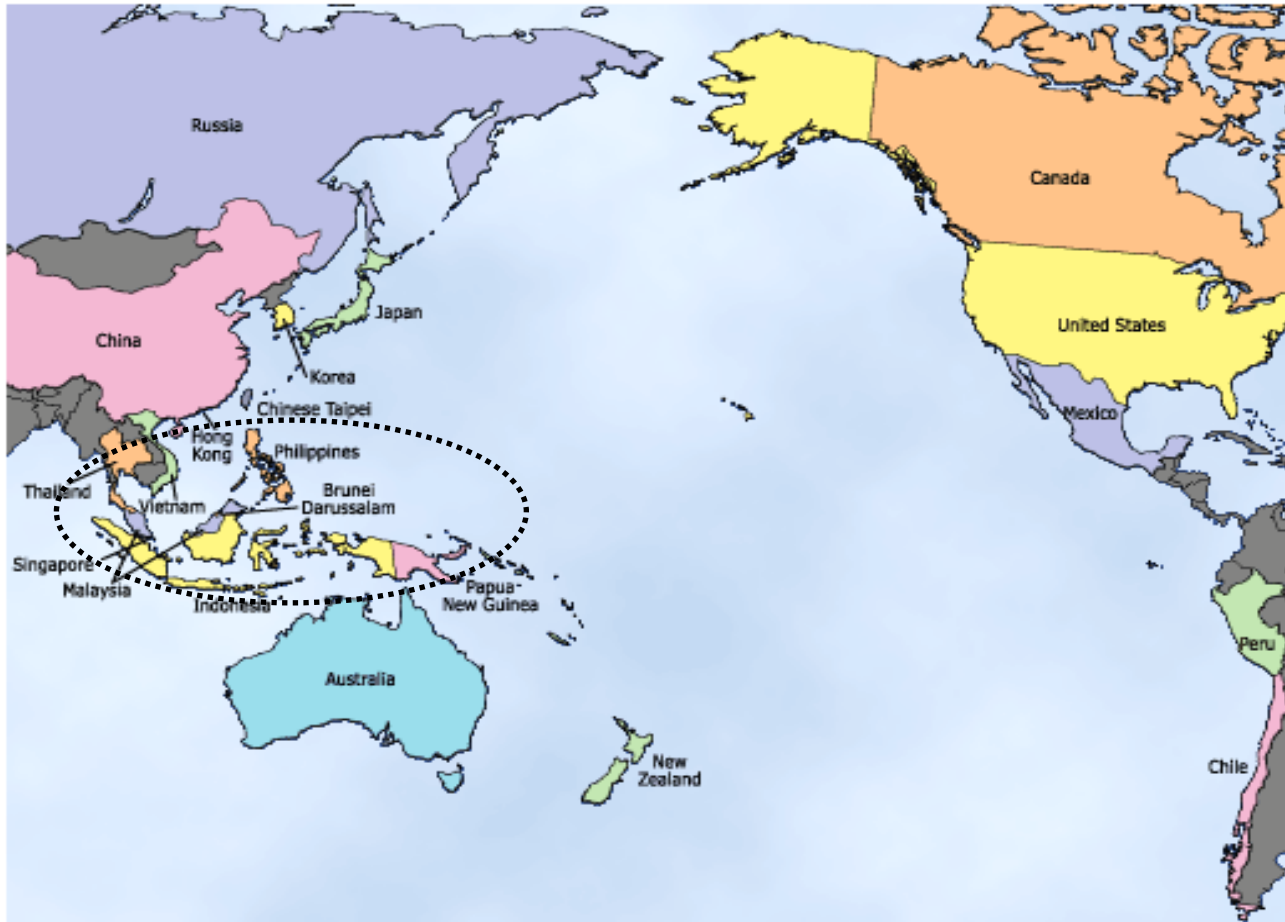 Russia
Canada
Japan
United States
China
Korea
Chinese Taipei
Mexico
Hong
Kong
Philippines
Thailand
Vietnam
Brunei
Darussalam
Singapore
Malaysia
Indonesia
Papua-
New Guinea
Peru
Australia
New
Zealand
Chile